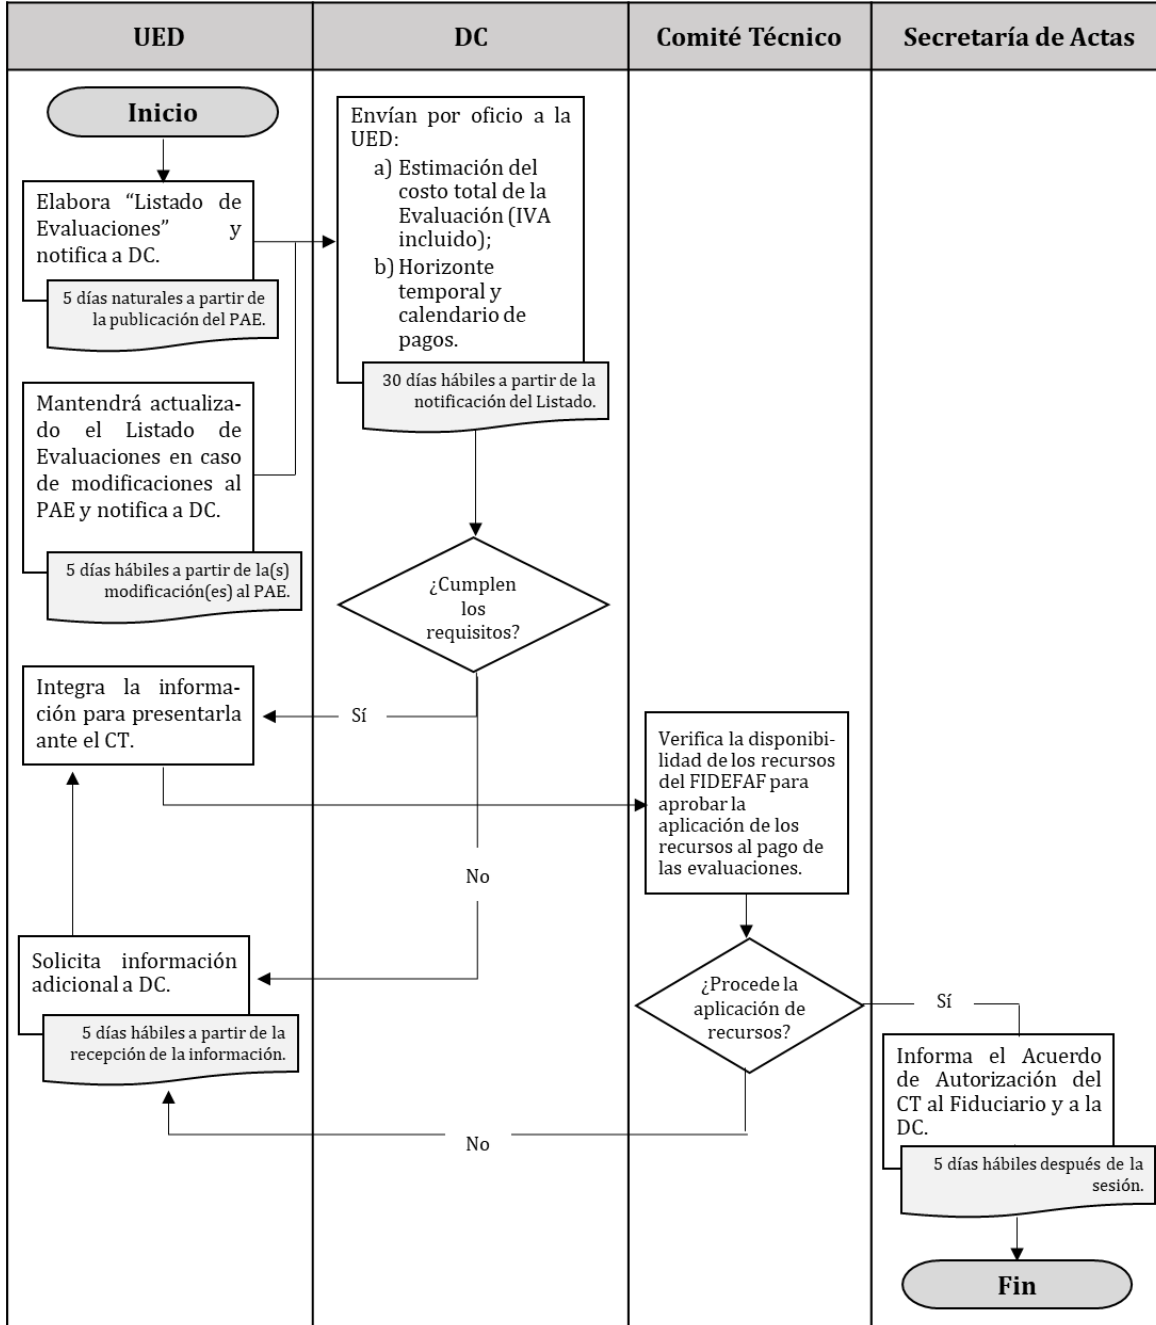 UED
DC
Comité Técnico
Secretaría de Actas
Inicio
Elabora “Listado de
Evaluaciones” y
notifica a DC.
5 días naturales a partir de
la publicación del PAE.
Mantendrá actualiza-
do el Listado de
Evaluaciones en caso
de modificaciones al
PAE y notifica a DC.
5 días hábiles a partir de la(s)
modificación(es) al PAE.
Envían por oficio a la
UED:
a) Estimación del
costo total de la
Evaluación (IVA
incluido);
b) Horizonte
temporal y
calendario de
pagos.
30 días hábiles a partir de la
notificación del Listado.
¿Cumplen
los
requisitos?
Sí
No
Integra la informa-
ción para presentarla
ante el CT.
Solicita información
adicional a DC.
5 días hábiles a partir de la
recepción de la información.
Verifica la disponibi-
lidad de los recursos
del FIDEFAF para
aprobar la
aplicación de los
recursos al pago de
las evaluaciones.
¿Procede la
aplicación de
recursos?
Sí
No
Informa el Acuerdo
de Autorización del
CT al Fiduciario y a la
DC.
5 días hábiles después de la
sesión.
Fin